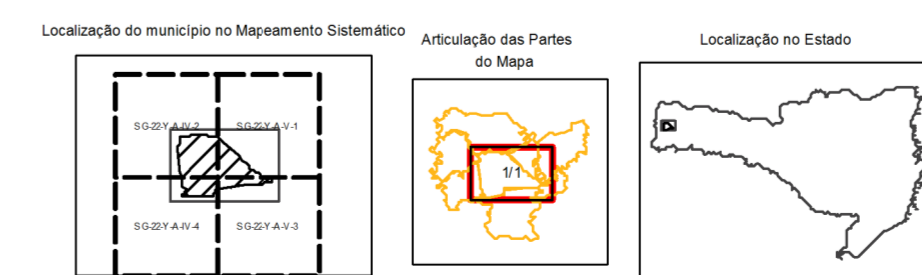 Localização do município no Mapeamento Sistemático
Articulação das Partes
do Mapa
Localização no Estado
SG-22-Y-A-IV-2
SG-22-Y-A-V-1
SG-22-Y-A-IV-4
SG-22-Y-A-V-3
1/1